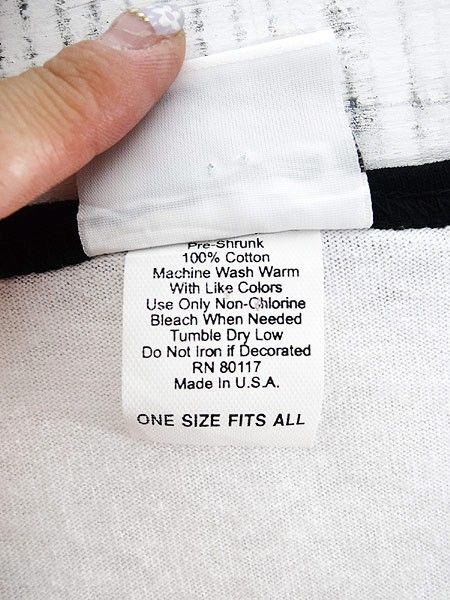 Pre-Shrunk
100% Cotton
Machine Wash Warm
With Like Colors
Use Only Non-Chlorine
Bleach When Needed
Tumble Dry Low
Do Not Iron if Decorated
RN 80117
Made In U.S.A.
ONE SIZE FITS ALL